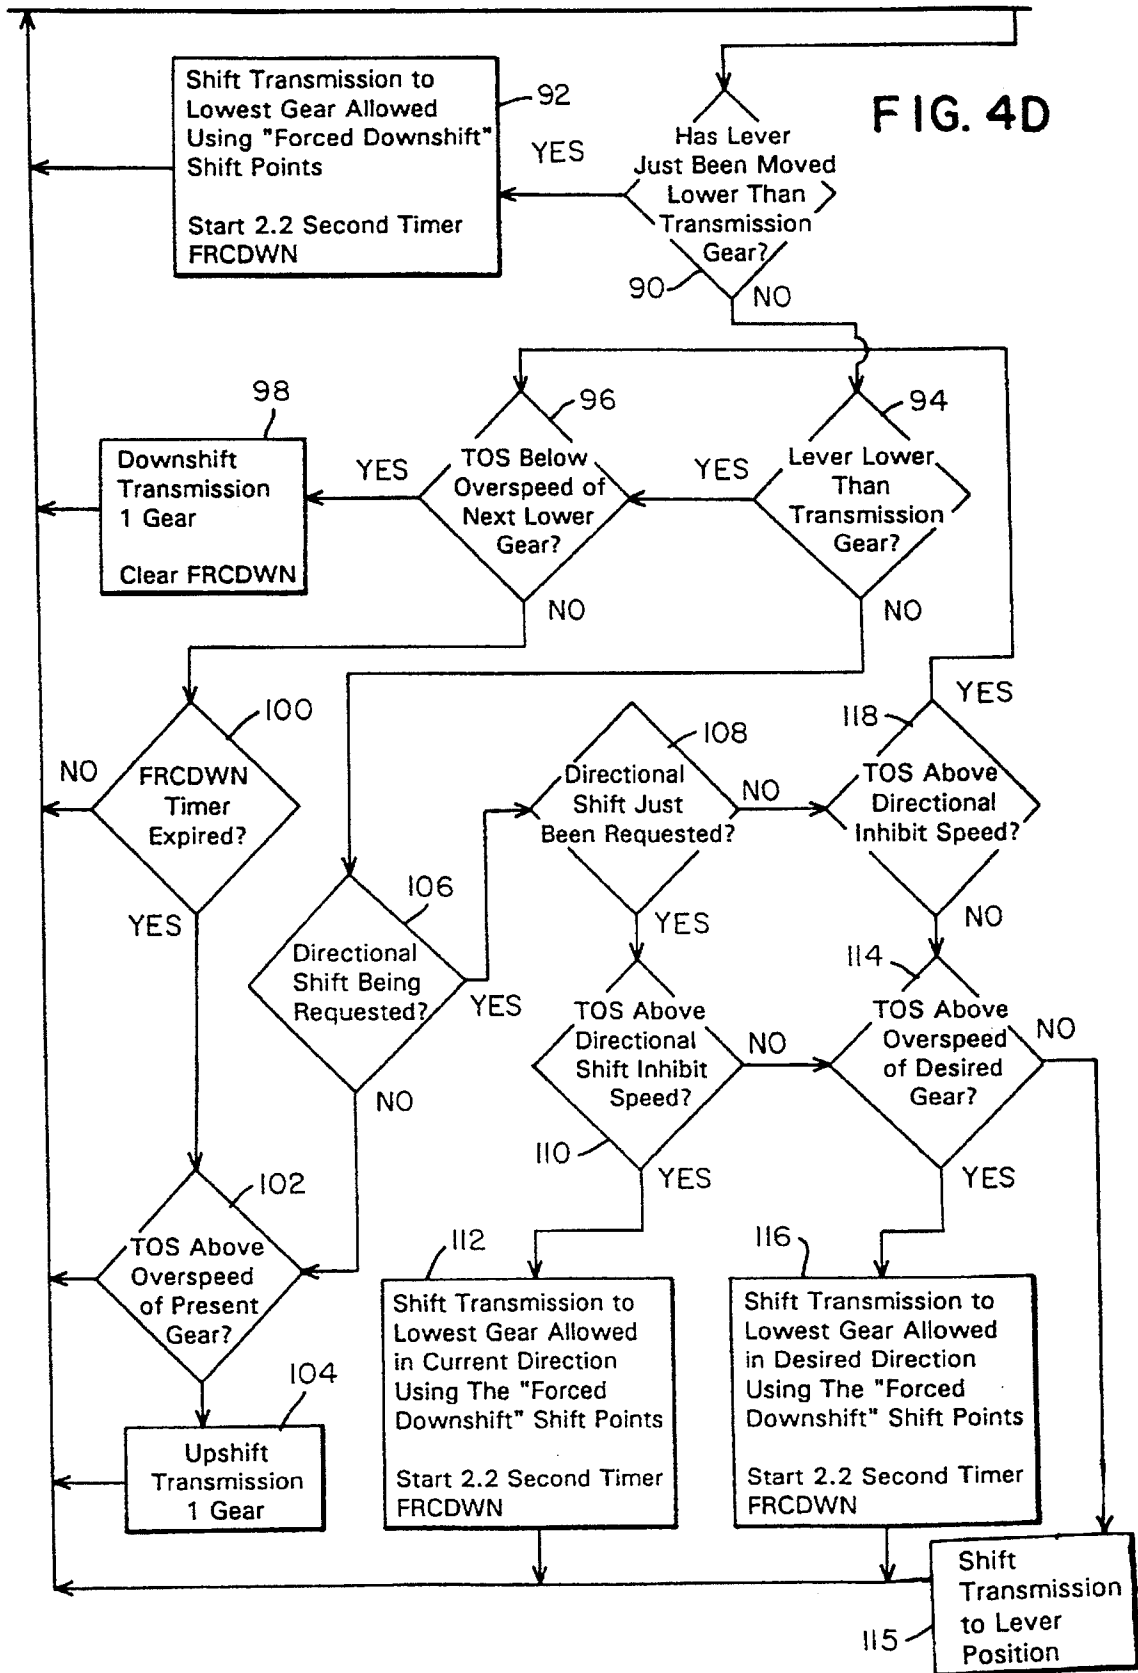 FIG. 4D
Shift Transmission to
Lowest Gear Allowed
Using "Forced Downshift"
Shift Points
Start 2.2 Second Timer
FRCDWN
92
YES
Has Lever
Just Been Moved
Lower Than
Transmission
Gear?
90
NO
98
Downshift
Transmission
1 Gear
Clear FRCDWN
YES
96
TOS Below
Overspeed of
Next Lower
Gear?
NO
YES
94
Lever Lower
Than
Transmission
Gear?
NO
100
NO
FRCDWN
Timer
Expired?
YES
106
Directional
Shift Being
Requested?
YES
NO
108
Directional
Shift Just
Been Requested?
NO
YES
118
YES
TOS Above
Directional
Inhibit Speed?
NO
110
TOS Above
Directional
Shift Inhibit
Speed?
NO
YES
114
TOS Above
Overspeed
of Desired
Gear?
NO
YES
102
TOS Above
Overspeed
of Present
Gear?
104
Upshift
Transmission
1 Gear
112
Shift Transmission to
Lowest Gear Allowed
in Current Direction
Using The "Forced
Downshift" Shift Points
Start 2.2 Second Timer
FRCDWN
116
Shift Transmission to
Lowest Gear Allowed
in Desired Direction
Using The "Forced
Downshift" Shift Points
Start 2.2 Second Timer
FRCDWN
115
Shift
Transmission
to Lever
Position